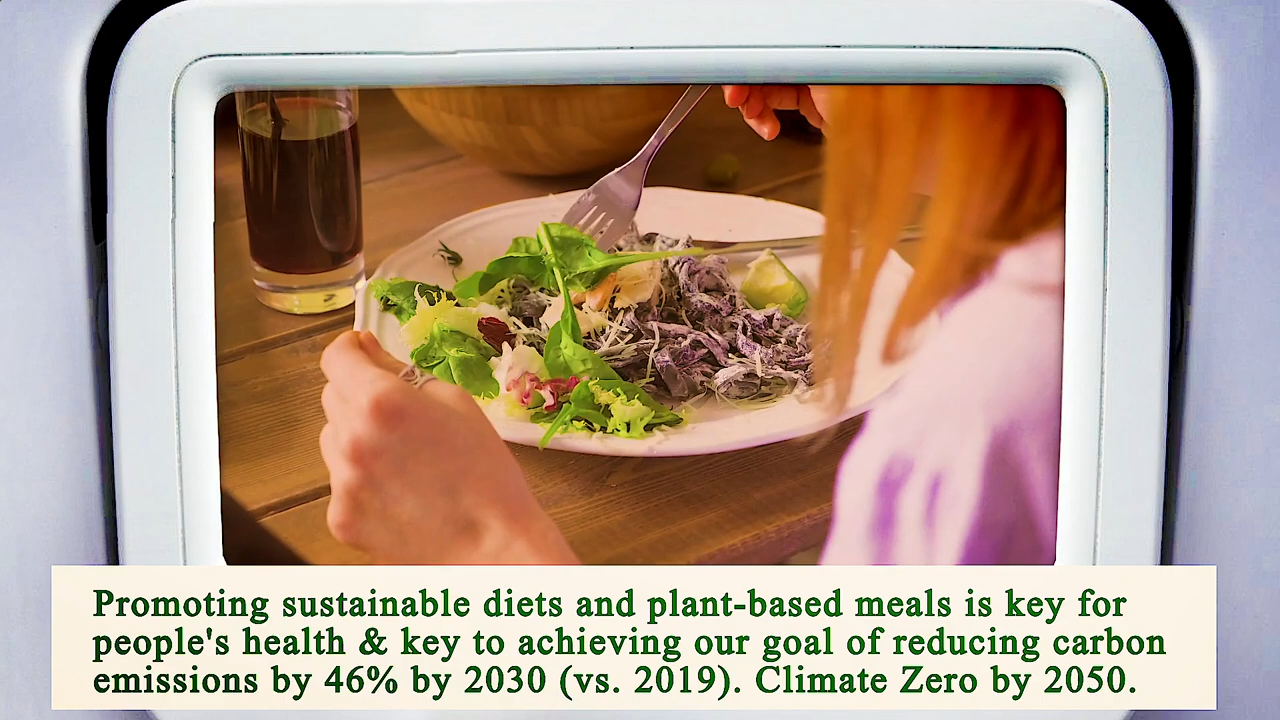 Promoting sustainable diets and plant-based meals is key for
people's health & key to achieving our goal of reducing carbon
emissions by 46% by 2030 (vs. 2019). Climate Zero by 2050.